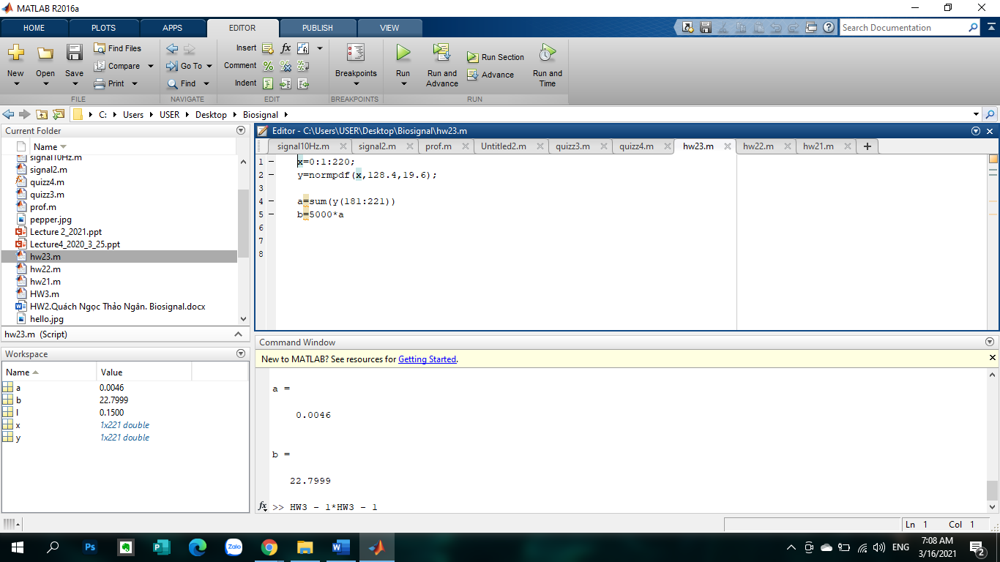 MATLAB R2016a
HOME PLOTS APPS EDITOR PUBLISH VIEW
Search Documentation
New Open Save Find Files Compare Print
Go To Find
Insert Comment Indent
Breakpoints
Run Run and Advance Run Section Advance Run and Time
FILE NAVIGATE EDIT BREAKPOINTS RUN
C: Users USER Desktop Biosignal
Current Folder
Name
signal10Hz.m
signal2.m
quizz4.m
quizz3.m
prof.m
pepper.jpg
Lecture 2_2021.ppt
Lecture4_2020_3_25.ppt
hw23.m
hw22.m
hw21.m
HW3.m
HW2.Quách Ngọc Thảo Ngân. Biosignal.docx
hello.jpg
hw23.m (Script)
Workspace
Name Value
a 0.0046
b 22.7999
l 0.1500
x 1x221 double
y 1x221 double
Editor - C:\Users\USER\Desktop\Biosignal\hw23.m
signal10Hz.m signal2.m prof.m Untitled2.m quizz3.m quizz4.m hw23.m hw22.m hw21.m
1 x=0:1:220;
2 y=normpdf(x,128.4,19.6);
3
4 a=sum(y(181:221))
5 b=5000*a
6
7
8
Command Window
New to MATLAB? See resources for Getting Started.
a =
0.0046
b =
22.7999
fx >> HW3 - 1*HW3 - 1
Ln 1 Col 1
Ps Zalo ENG
7:08 AM
3/16/2021
2